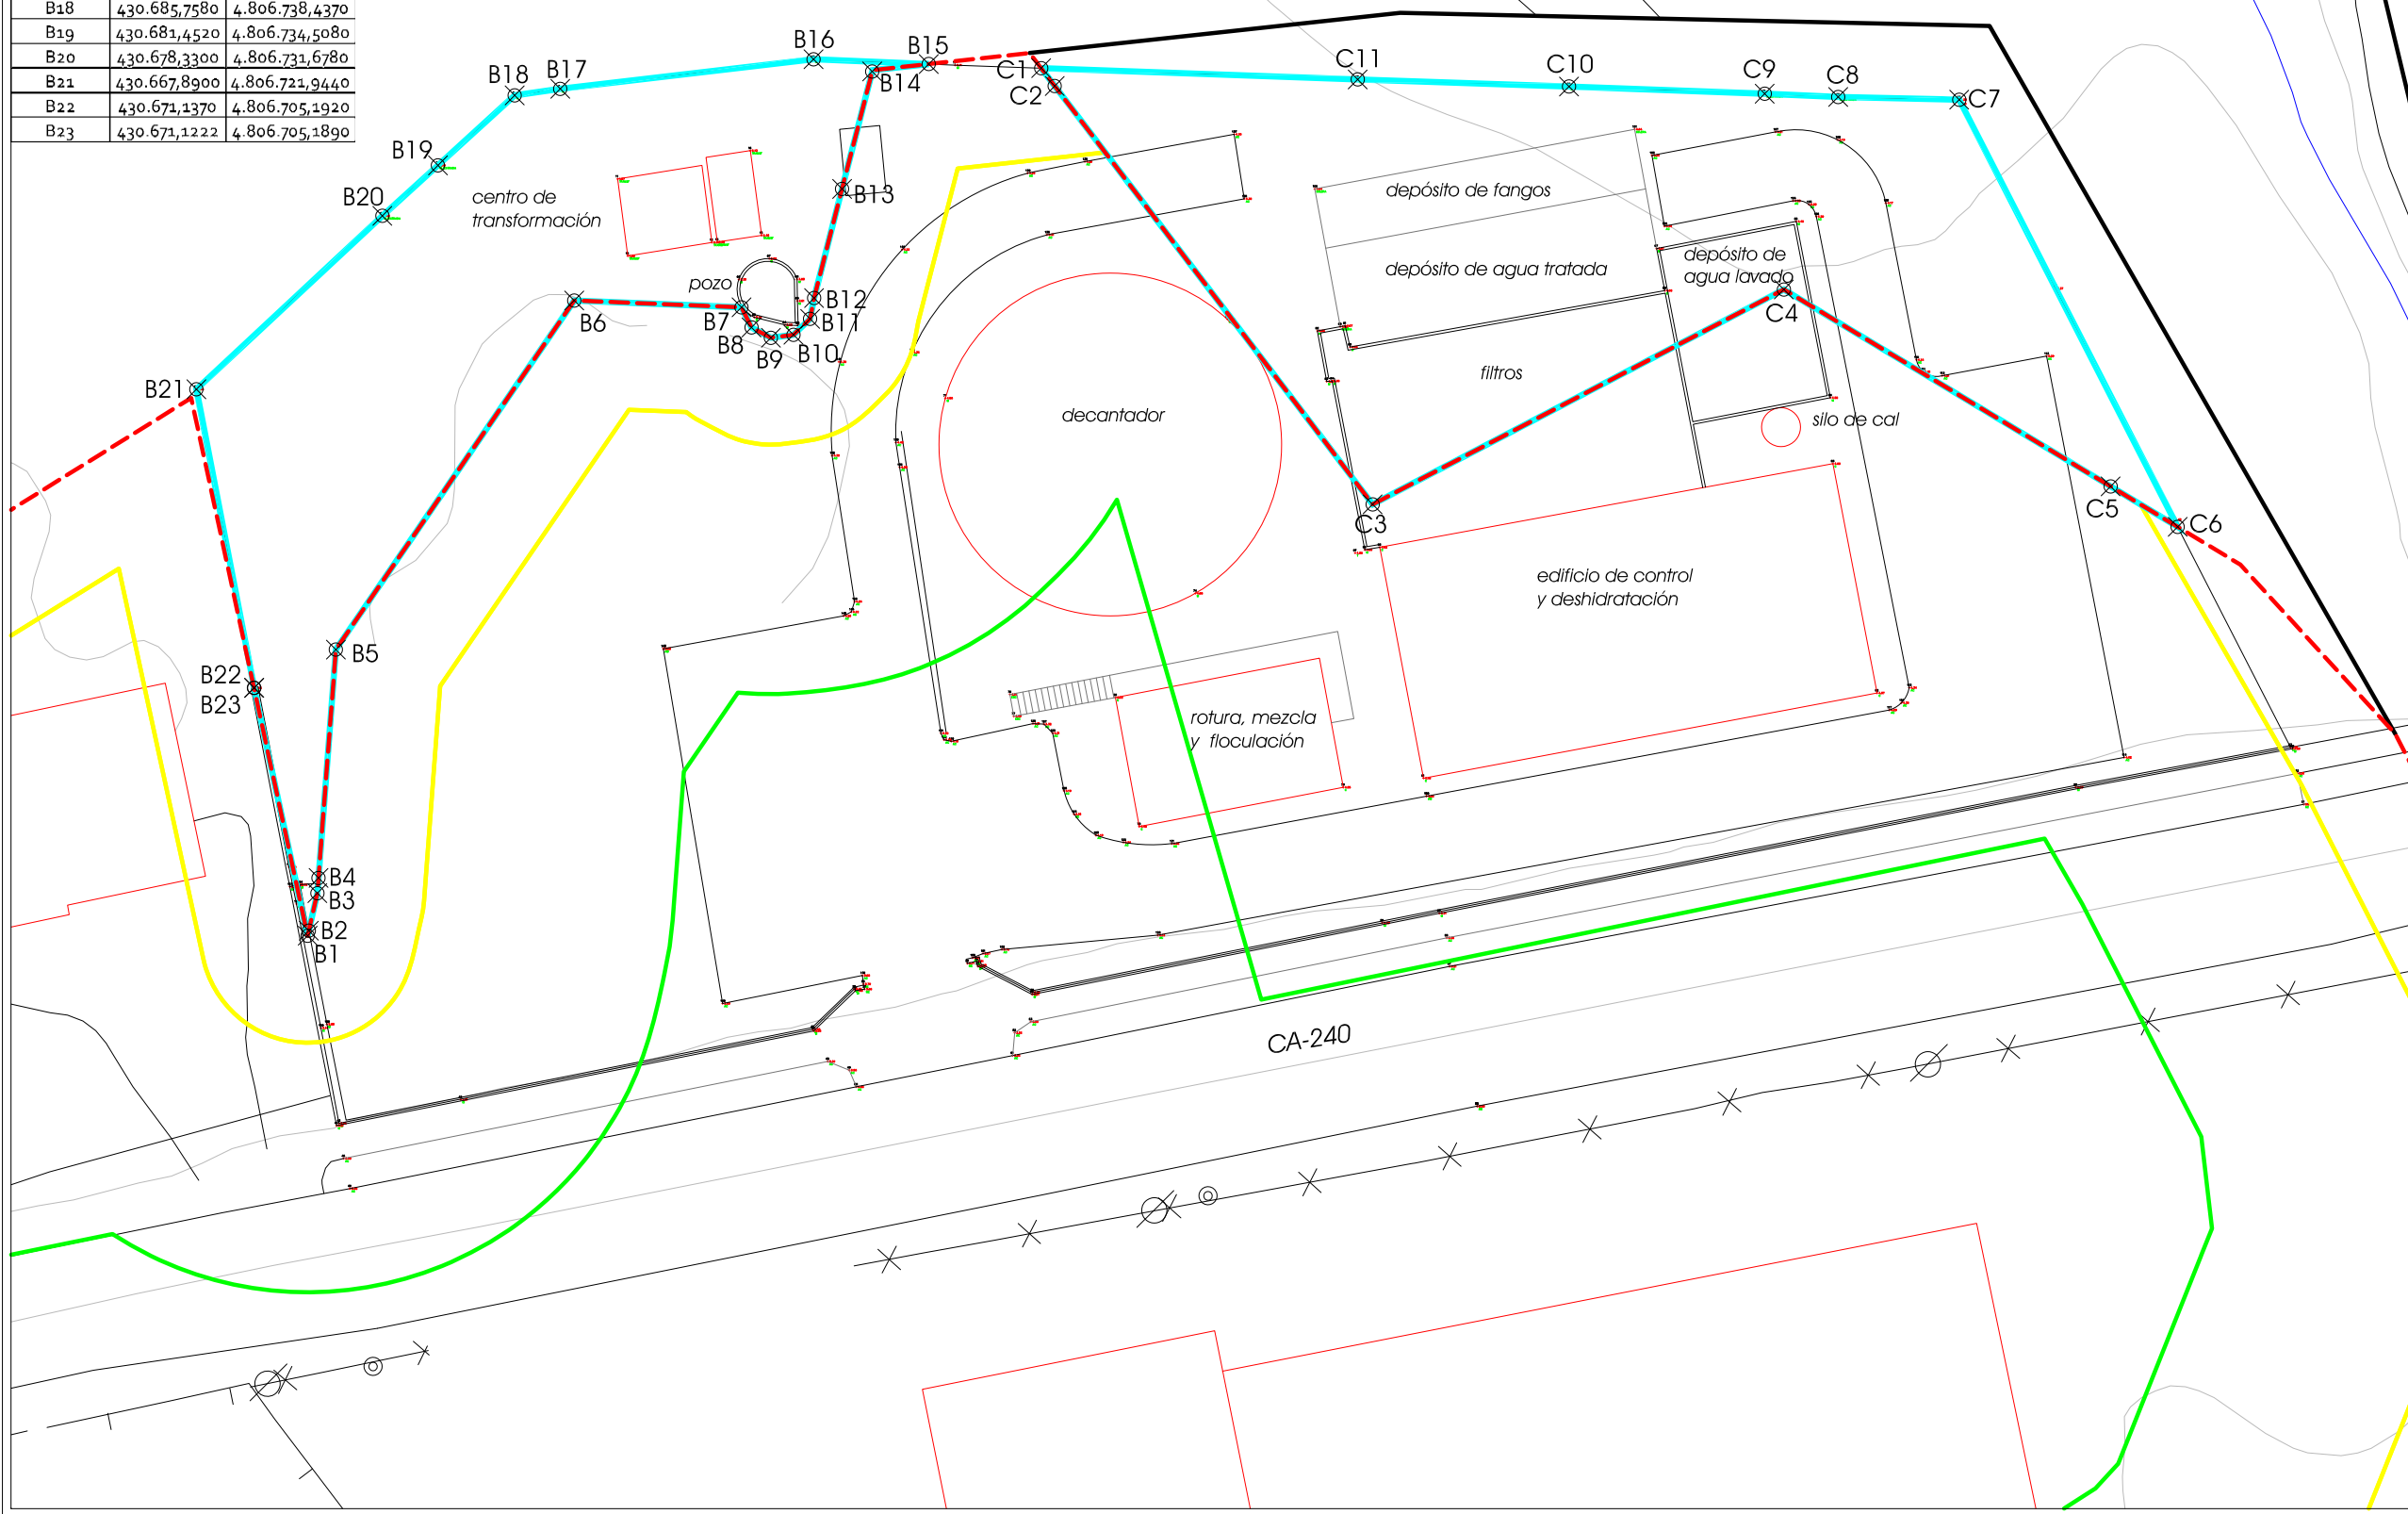 B18 430.685,7580 4.806.738,4370
B19 430.681,4520 4.806.734,5080
B20 430.678,3300 4.806.731,6780
B21 430.667,8900 4.806.721,9440
B22 430.671,1370 4.806.705,1920
B23 430.671,1222 4.806.705,1890
B16
B15
B14
B17
B18
B19
B20
B13
centro de
transformación
pozo
B12
B11
B10
B9
B8
B7
B6
B21
B5
B22
B23
B4
B3
B2
B1
C1
C2
C11
C10
C9
C8
C7
depósito de fangos
depósito de agua tratada
depósito de
agua lavado
C4
filtros
silo de cal
decantador
C3
C5
C6
edificio de control
y deshidratación
rotura, mezcla
y floculación
CA-240